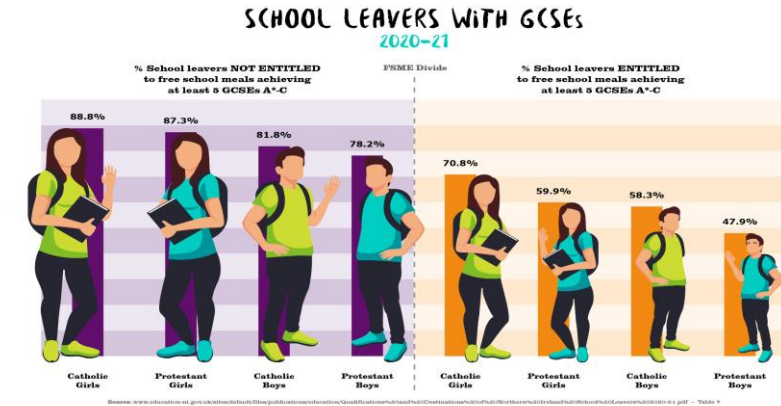 SCHOOL LEAVERS WiTH GCSEs
2020-21
% School leavers NOT ENTITLED
to free school meals achieving
at least 5 GCSEs A*-C
FSME Divide
% School leavers ENTITLED
to free school meals achieving
at least 5 GCSEs A*-C
88.8%
87.3%
81.8%
78.2%
70.8%
59.9%
58.3%
47.9%
Catholic
Girls
Protestant
Girls
Catholic
Boys
Protestant
Boys
Catholic
Girls
Protestant
Girls
Catholic
Boys
Protestant
Boys